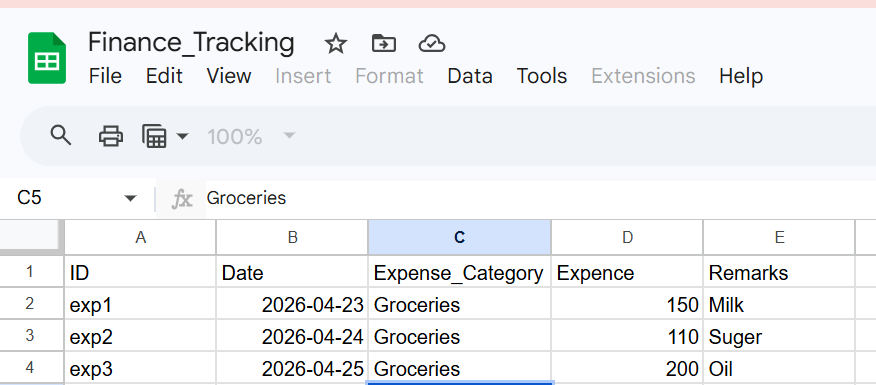 Finance_Tracking
File Edit View Insert Format Data Tools Extensions Help
100%
C5 fx Groceries
A B C D E
1 ID Date Expense_Category Expence Remarks
2 exp1 2026-04-23 Groceries 150 Milk
3 exp2 2026-04-24 Groceries 110 Suger
4 exp3 2026-04-25 Groceries 200 Oil